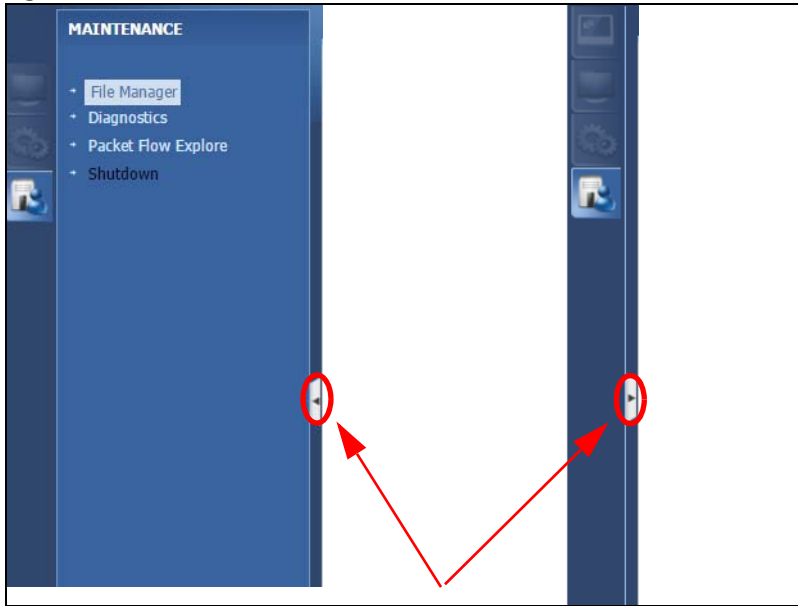 MAINTENANCE
File Manager
Diagnostics
Packet Flow Explore
Shutdown